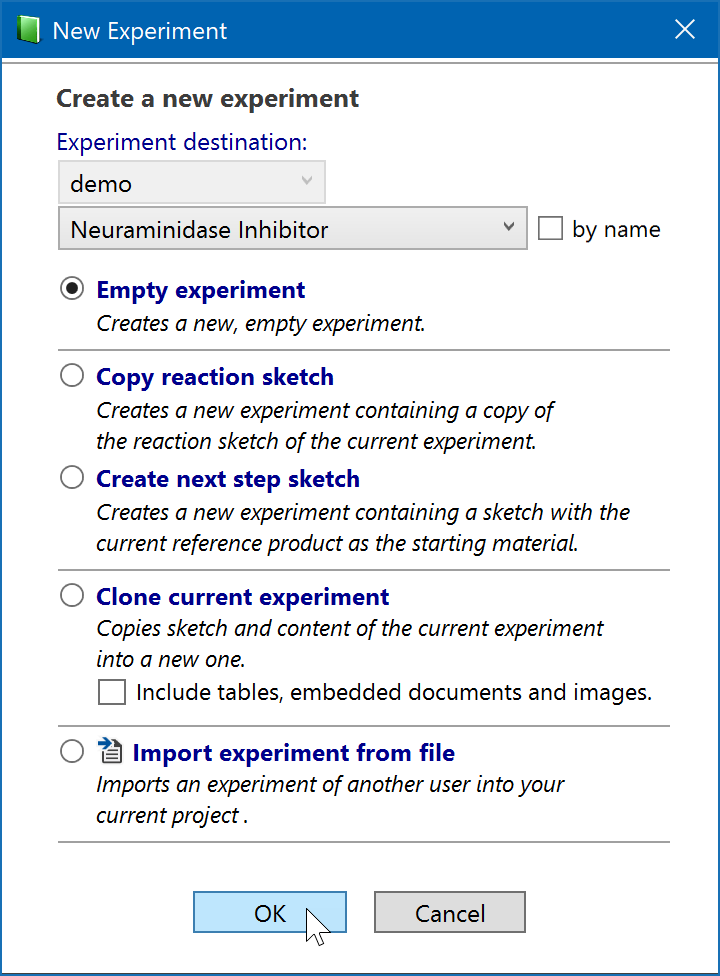 New Experiment
Create a new experiment
Experiment destination:
demo
Neuraminidase Inhibitor
by name
Empty experiment
Creates a new, empty experiment.
Copy reaction sketch
Creates a new experiment containing a copy of
the reaction sketch of the current experiment.
Create next step sketch
Creates a new experiment containing a sketch with the
current reference product as the starting material.
Clone current experiment
Copies sketch and content of the current experiment
into a new one.
Include tables, embedded documents and images.
Import experiment from file
Imports an experiment of another user into your
current project .
OK
Cancel